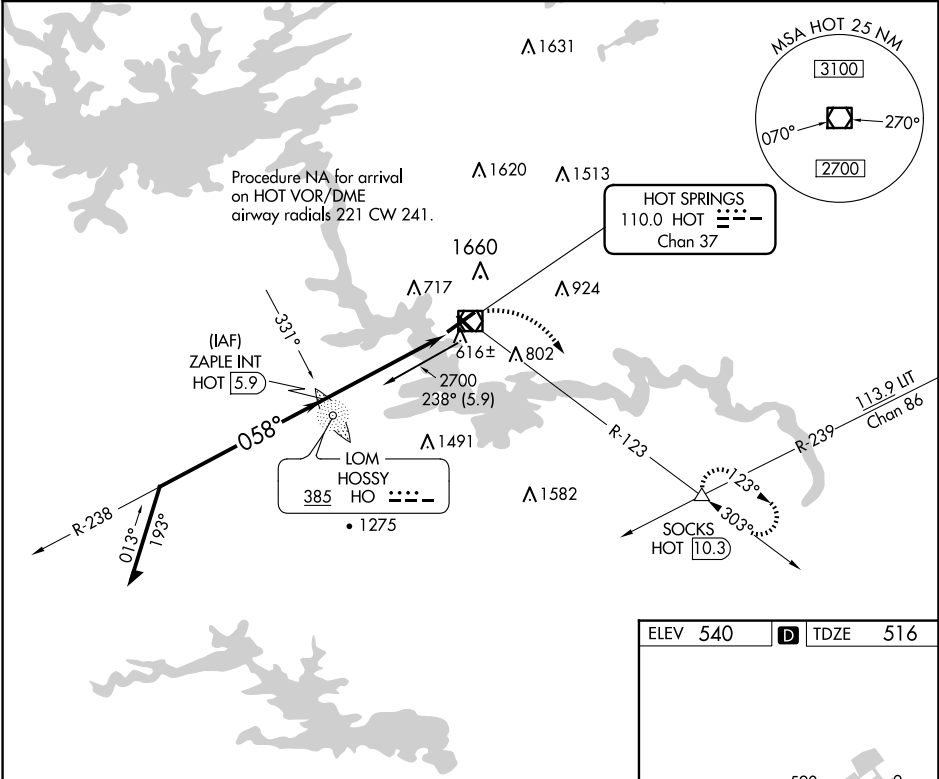 1631
MSA HOT 25 NM
3100
070°
270°
2700
Procedure NA for arrival
on HOT VOR/DME
airway radials 221 CW 241.
1620
1513
HOT SPRINGS
110.0 HOT
Chan 37
1660
717
924
331°
(IAF)
ZAPLE INT
HOT 5.9
616±
802
2700
238° (5.9)
113.9 LIT
Chan 86
058°
R-123
R-239
1491
LOM
HOSSY
385 HO
1582
123°
R-238
1275
303°
013°
193°
SOCKS
HOT 10.3
ELEV 540
D
TDZE 516